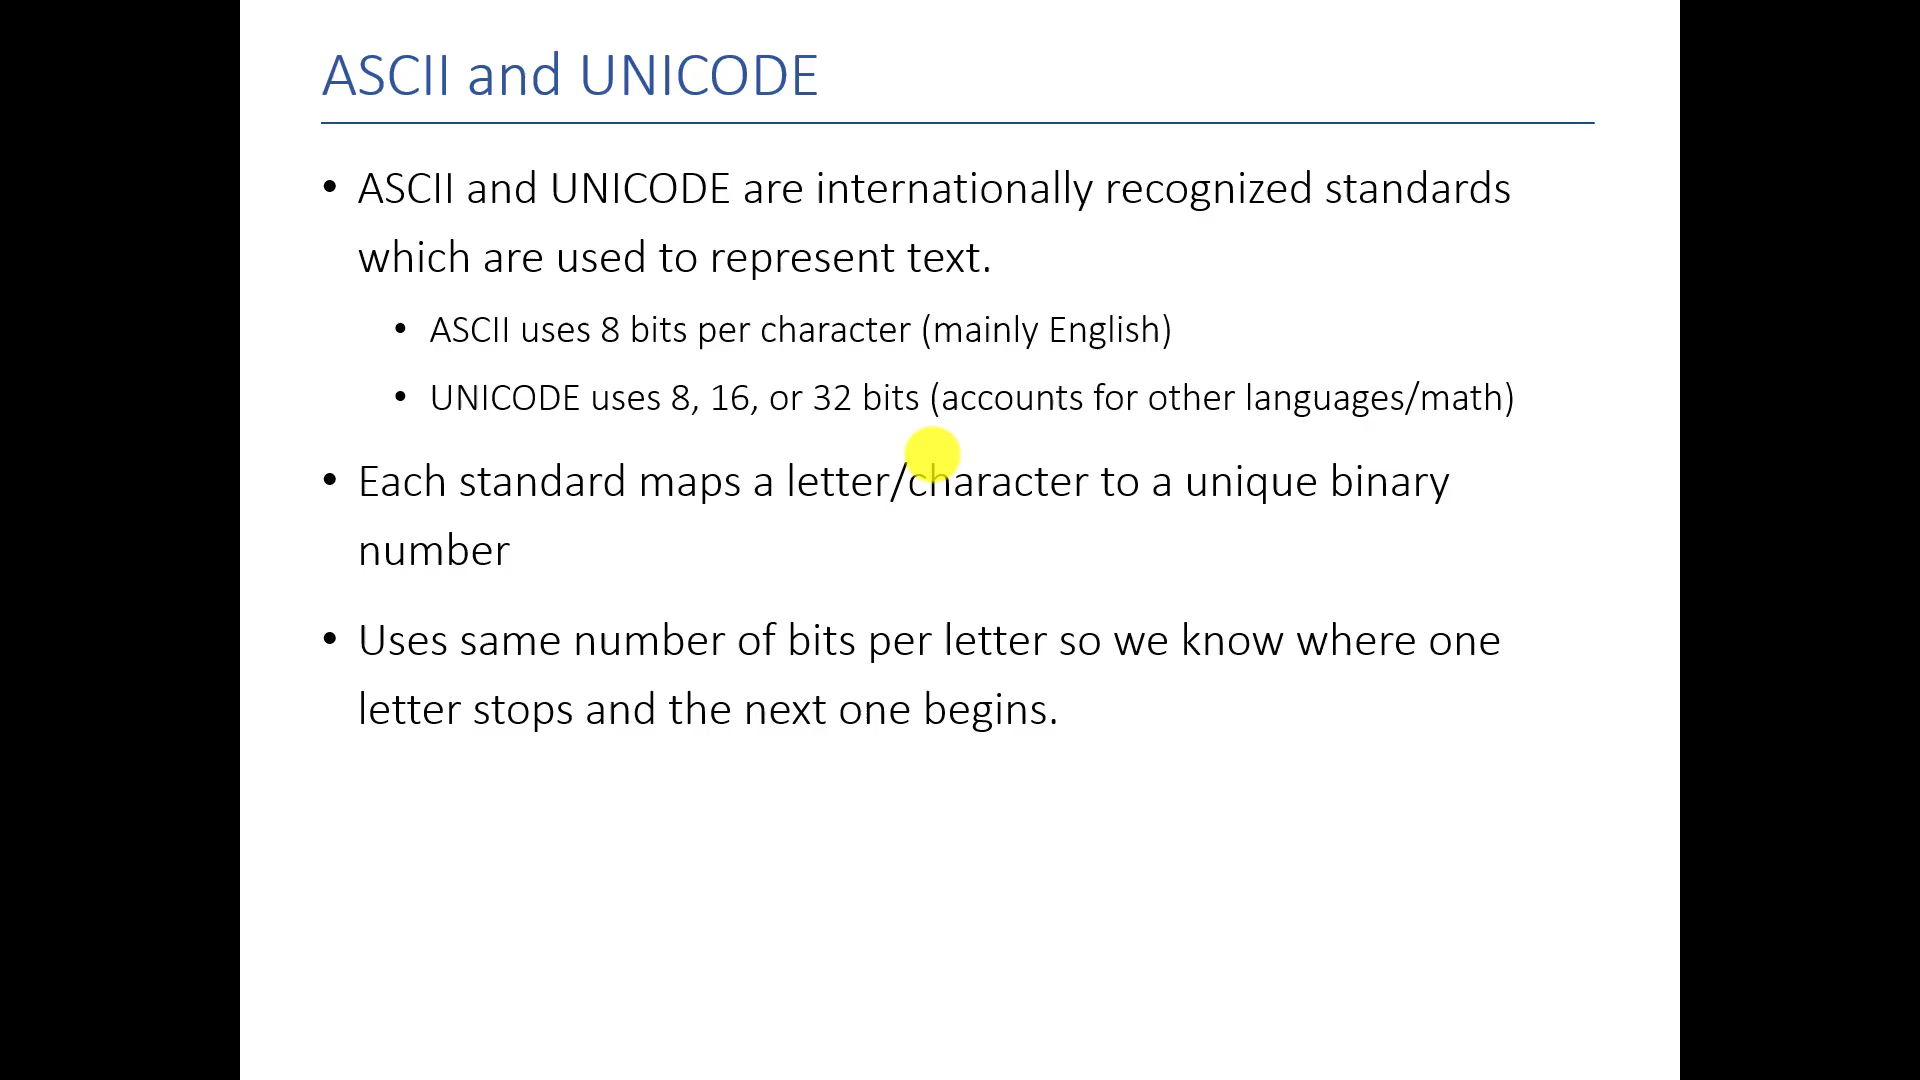 ASCII and UNICODE
• ASCII and UNICODE are internationally recognized standards
which are used to represent text.
• ASCII uses 8 bits per character (mainly English)
• UNICODE uses 8, 16, or 32 bits (accounts for other languages/math)
• Each standard maps a letter/character to a unique binary
number
• Uses same number of bits per letter so we know where one
letter stops and the next one begins.